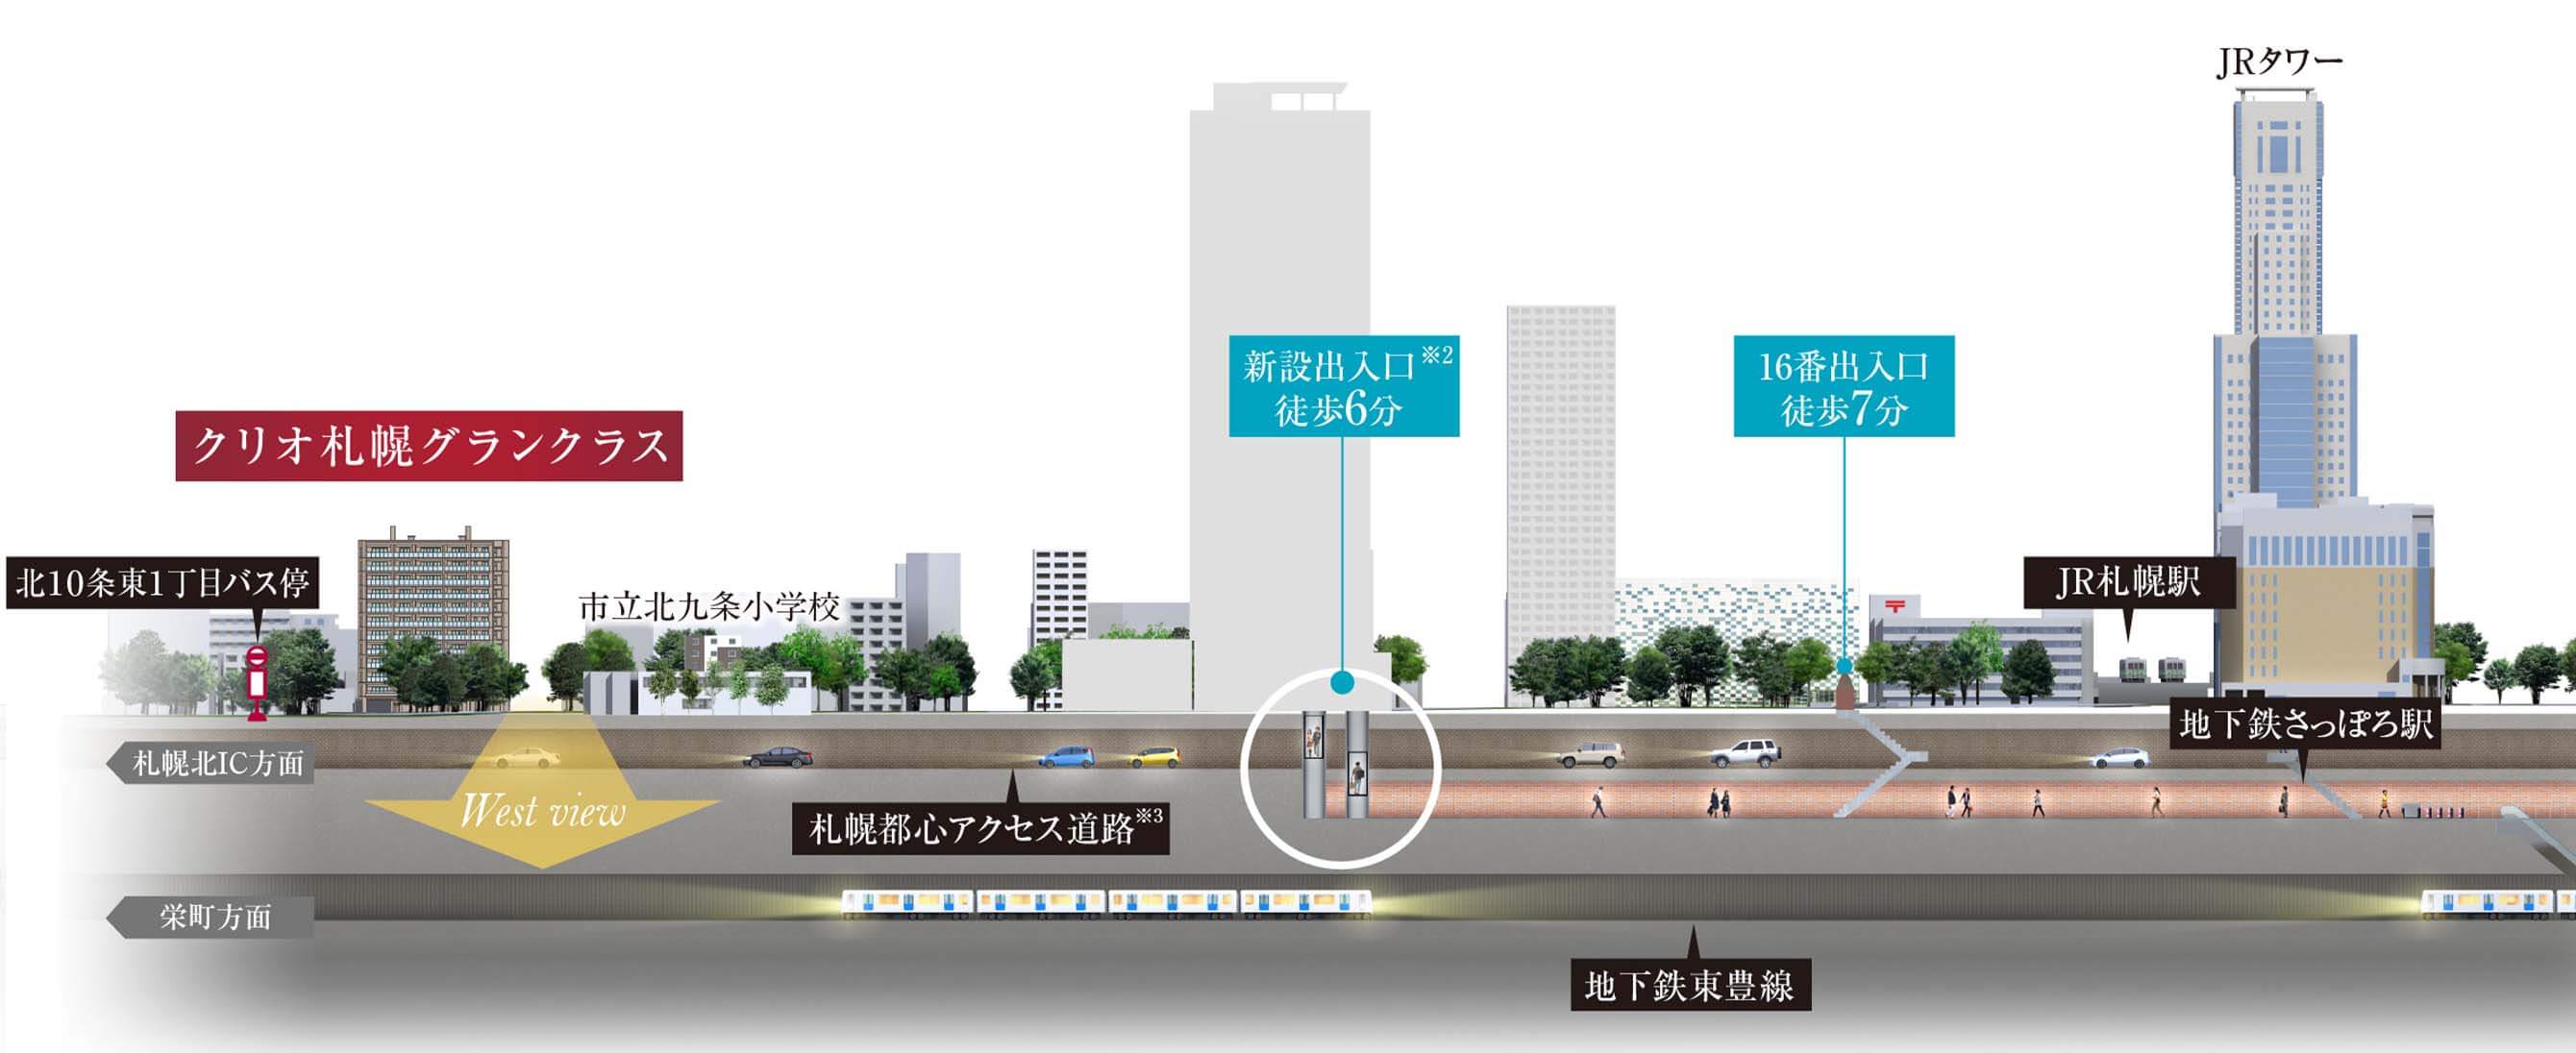 JRタワー
新設出入口※2
徒歩6分
16番出入口
徒歩7分
クリオ札幌グランクラス
北10条東1丁目バス停
市立北九条小学校
JR札幌駅
地下鉄さっぽろ駅
札幌北IC方面
West view
札幌都心アクセス道路※3
栄町方面
地下鉄東豊線